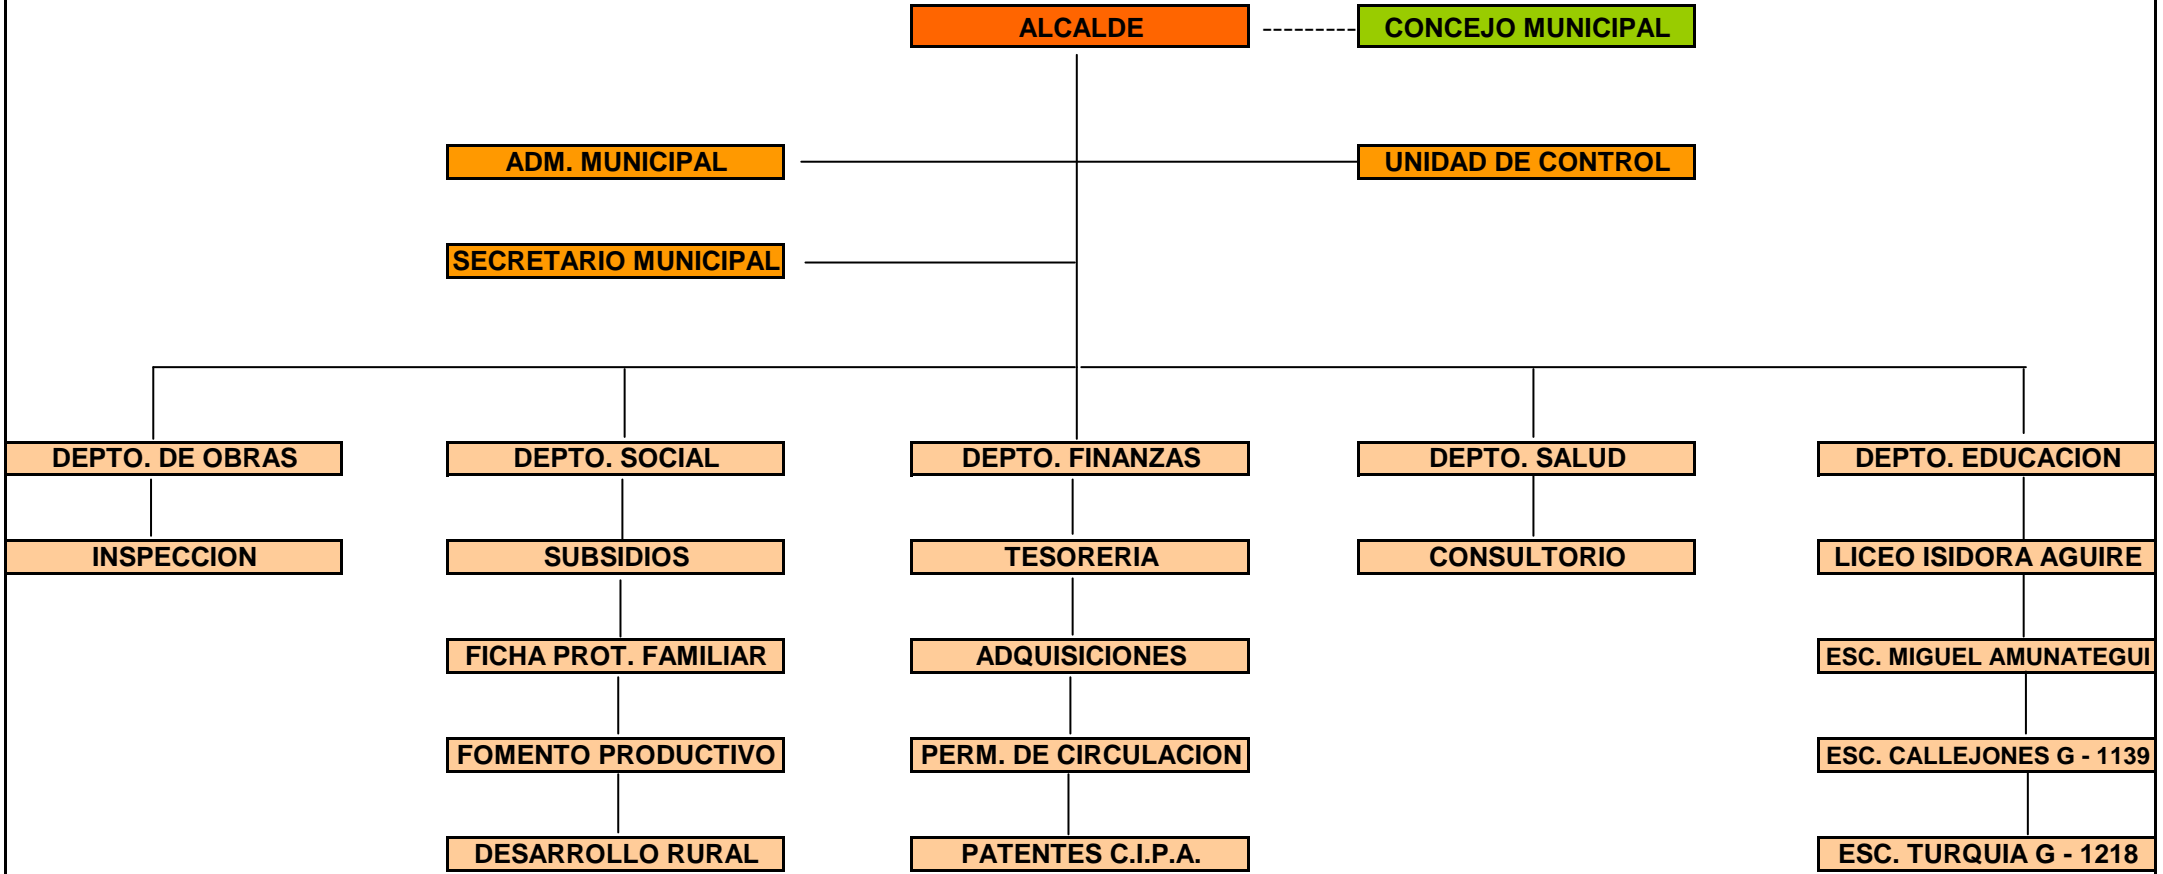 ALCALDE
CONCEJO MUNICIPAL
ADM. MUNICIPAL
UNIDAD DE CONTROL
SECRETARIO MUNICIPAL
DEPTO. DE OBRAS
DEPTO. SOCIAL
DEPTO. FINANZAS
DEPTO. SALUD
DEPTO. EDUCACION
INSPECCION
SUBSIDIOS
TESORERIA
CONSULTORIO
LICEO ISIDORA AGUIRE
FICHA PROT. FAMILIAR
ADQUISICIONES
ESC. MIGUEL AMUNATEGUI
FOMENTO PRODUCTIVO
PERM. DE CIRCULACION
ESC. CALLEJONES G - 1139
DESARROLLO RURAL
PATENTES C.I.P.A.
ESC. TURQUIA G - 1218